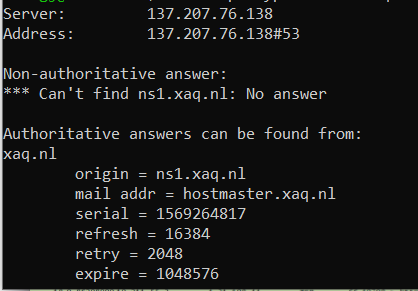 Server: 137.207.76.138
Address: 137.207.76.138#53
Non-authoritative answer:
*** Can't find ns1.xaq.nl: No answer
Authoritative answers can be found from:
xaq.nl
origin = ns1.xaq.nl
mail addr = hostmaster.xaq.nl
serial = 1569264817
refresh = 16384
retry = 2048
expire = 1048576